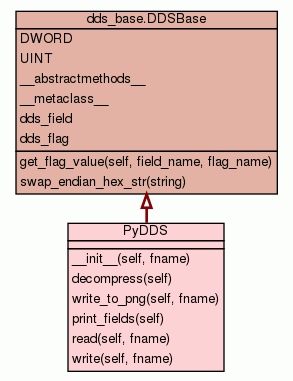 dds_base.DDSBase
DWORD
UINT
__abstractmethods__
__metaclass__
dds_field
dds_flag
get_flag_value(self, field_name, flag_name)
swap_endian_hex_str(string)
PyDDS
__init__(self, fname)
decompress(self)
write_to_png(self, fname)
print_fields(self)
read(self, fname)
write(self, fname)